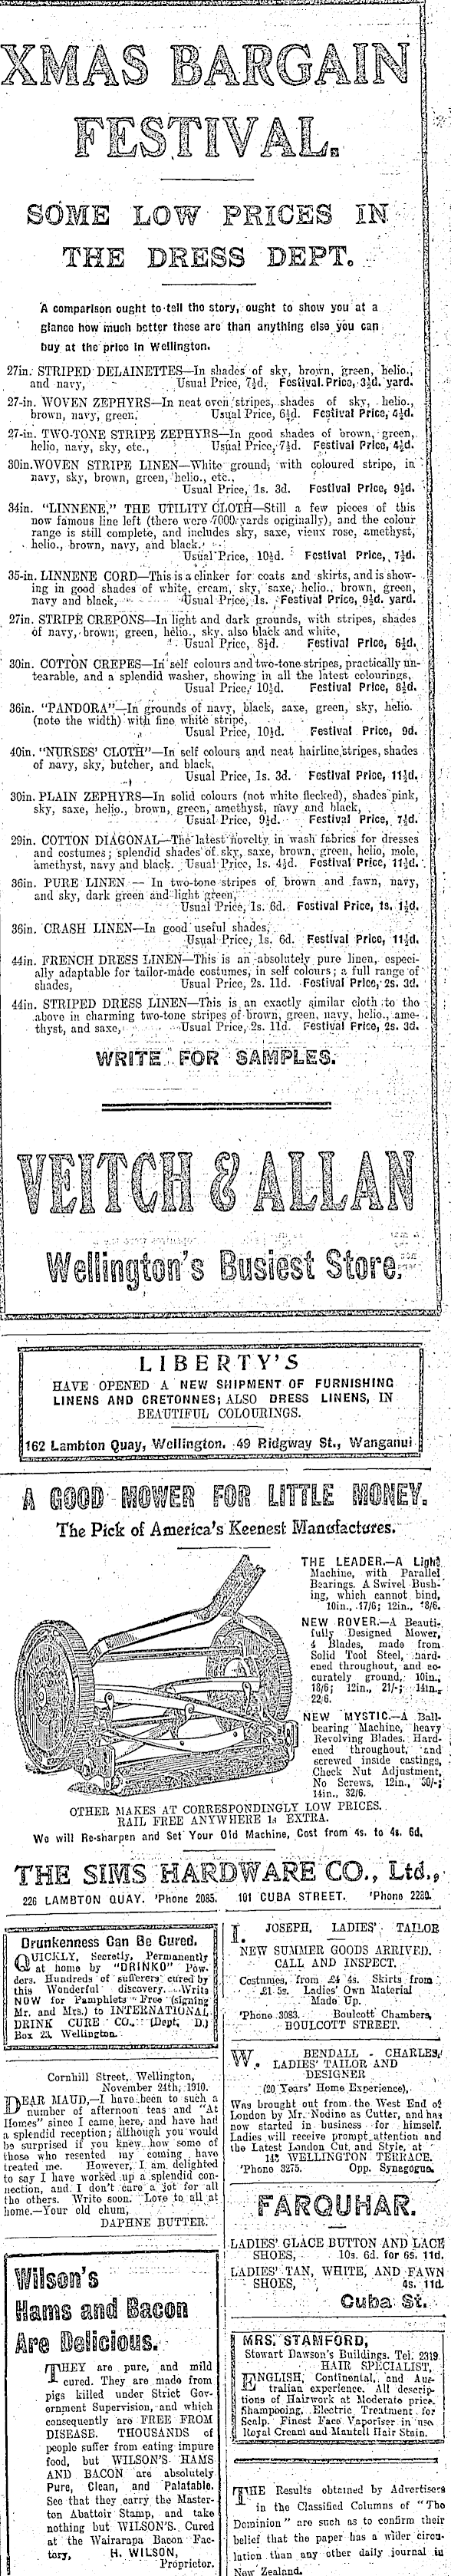 XMAS BARGAIN
FESTIVAL.
SOME LOW PRICES IN
THE DRESS DEPT.
A comparison ought to tell the story, ought to show you at a
glance how much better these are than anything else you can
buy at the price in Wellington.
27in. STRIPED DELAINETTES—In shades of sky, brown, green, helio.,
and navy, Usual Price, 7½d. Festival Price, 3½d. yard.
27-in. WOVEN ZEPHYRS—In neat even stripes, shades of sky, helio.,
brown, navy, green. Usual Price, 6½d. Festival Price, 4½d.
27-in. TWO-TONE STRIPE ZEPHYRS—In good shades of brown, green,
helio, navy, sky, etc., Usual Price, 7½d. Festival Price, 4½d.
30in. WOVEN STRIPE LINEN—White ground, with coloured stripe, in
navy, sky, brown, green, helio., etc.,
Usual Price, 1s. 3d. Festival Price, 9½d.
34in. "LINNENE," THE UTILITY CLOTH—Still a few pieces of this
now famous line left (there were 7000 yards originally), and the colour
range is still complete, and includes sky, saxe, vieux rose, amethyst,
helio., brown, navy, and black.
Usual Price, 10½d. Festival Price, 7½d.
35-in. LINNENE CORD—This is a clinker for coats and skirts, and is show-
ing in good shades of white, cream, sky, saxe, helio., brown, green,
navy and black, Usual Price, 1s. Festival Price, 9½d. yard.
27in. STRIPE CREPONS—In light and dark grounds, with stripes, shades
of navy, brown, green, helio., sky, also black and white,
Usual Price, 8½d. Festival Price, 6½d.
30in. COTTON CREPES—In self colours and two-tone stripes, practically un-
tearable, and a splendid washer, showing in all the latest colourings,
Usual Price, 10½d. Festival Price, 8½d.
36in. "PANDORA"—In grounds of navy, black, saxe, green, sky, helio.
(note the width) with fine white stripe,
Usual Price, 10½d. Festival Price, 9d.
40in. "NURSES' CLOTH"—In self colours and neat hairline stripes, shades
of navy, sky, butcher, and black,
Usual Price, 1s. 3d. Festival Price, 11½d.
30in. PLAIN ZEPHYRS—In solid colours (not white flecked), shades pink,
sky, saxe, helio., brown, green, amethyst, navy and black,
Usual Price, 9½d. Festival Price, 7½d.
29in. COTTON DIAGONAL—The latest novelty in wash fabrics for dresses
and costumes; splendid shades of sky, saxe, brown, green, helio, mole,
amethyst, navy and black. Usual Price, 1s. 4½d. Festival Price, 11½d.
36in. PURE LINEN — In two-tone stripes of brown and fawn, navy,
and sky, dark green and light green,
Usual Price, 1s. 6d. Festival Price, 1s. 1½d.
36in. CRASH LINEN—In good useful shades,
Usual Price, 1s. 6d. Festival Price, 11½d.
44in. FRENCH DRESS LINEN—This is an absolutely pure linen, especi-
ally adaptable for tailor-made costumes, in self colours; a full range of
shades, Usual Price, 2s. 11d. Festival Price, 2s. 3d.
44in. STRIPED DRESS LINEN—This is an exactly similar cloth to the
above in charming two-tone stripes of brown, green, navy, helio., ame-
thyst, and saxe, Usual Price, 2s. 11d. Festival Price, 2s. 3d.
WRITE FOR SAMPLES.
VEITCH & ALLAN
Wellington's Busiest Store.
LIBERTY'S
HAVE OPENED A NEW SHIPMENT OF FURNISHING
LINENS AND CRETONNES; ALSO DRESS LINENS, IN
BEAUTIFUL COLOURINGS.
162 Lambton Quay, Wellington. 49 Ridgway St., Wanganui
A GOOD MOWER FOR LITTLE MONEY.
The Pick of America's Keenest Manufactures.
THE LEADER.—A Light
Machine, with Parallel
Bearings. A Swivel Bush-
ing, which cannot bind,
10in., 17/6; 12in., 18/6.
NEW ROVER.—A Beauti-
fully Designed Mower,
4 Blades, made from
Solid Tool Steel, hard-
ened throughout, and ac-
curately ground, 10in.,
18/6; 12in., 21/-; 14in.,
22/6.
NEW MYSTIC.—A Ball-
bearing Machine, heavy
Revolving Blades. Hard-
ened throughout, and
screwed inside castings,
Check Nut Adjustment,
No Screws, 12in., 30/-;
14in., 32/6.
OTHER MAKES AT CORRESPONDINGLY LOW PRICES.
RAIL FREE ANYWHERE 1s EXTRA.
We will Re-sharpen and Set Your Old Machine, Cost from 4s. to 4s. 6d.
THE SIMS HARDWARE CO., Ltd.,
226 LAMBTON QUAY. 'Phone 2085. 101 CUBA STREET. 'Phone 2280.
Drunkenness Can Be Cured.
QUICKLY, Secretly, Permanently
at home by "DRINKO" Pow-
ders. Hundreds of sufferers cured by
this Wonderful discovery. Write
NOW for Pamphlets Free (signing
Mr. and Mrs.) to INTERNATIONAL
DRINK CURE CO., (Dept. D.)
Box 23, Wellington.
Cornhill Street, Wellington,
November 24th, 1910.
DEAR MAUD,—I have been to such a
number of afternoon teas and "At
Homes" since I came here, and have had
a splendid reception; although you would
be surprised if you knew how some of
those who resented my coming have
treated me. However, I am delighted
to say I have worked up a splendid con-
nection, and I don't care a jot for all
the others. Write soon. Love to all at
home.—Your old chum,
DAPHNE BUTTER.
Wilson's
Hams and Bacon
Are Delicious.
THEY are pure, and mild
cured. They are made from
pigs killed under Strict Gov-
ernment Supervision, and which
consequently are FREE FROM
DISEASE. THOUSANDS of
people suffer from eating impure
food, but WILSON'S HAMS
AND BACON are absolutely
Pure, Clean, and Palatable.
See that they carry the Master-
ton Abattoir Stamp, and take
nothing but WILSON'S. Cured
at the Wairarapa Bacon Fac-
tory, H. WILSON,
Proprietor.
I. JOSEPH, LADIES' TAILOR
NEW SUMMER GOODS ARRIVED.
CALL AND INSPECT.
Costumes, from £4 4s. Skirts from
£1 5s. Ladies' Own Material
Made Up.
'Phone 3083. Boulcott Chambers,
BOULCOTT STREET.
W. BENDALL - CHARLES,
LADIES' TAILOR AND
DESIGNER
(20 Years' Home Experience),
Was brought out from the West End of
London by Mr. Nodine as Cutter, and has
now started in business for himself.
Ladies will receive prompt attention and
the Latest London Cut and Style, at
142 WELLINGTON TERRACE.
'Phone 3275. Opp. Synegogue.
FARQUHAR.
LADIES' GLACE BUTTON AND LACE
SHOES, 10s. 6d. for 6s. 11d.
LADIES' TAN, WHITE, AND FAWN
SHOES, 4s. 11d.
Cuba St.
MRS. STAMFORD,
Stewart Dawson's Buildings. Tel. 2319
HAIR SPECIALIST,
ENGLISH, Continental, and Aus-
tralian experience. All descrip-
tions of Hairwork at Moderate price.
Shampooing, Electric Treatment for
Scalp. Finest Face Vaporiser in use.
Royal Cream and Mantell Hair Stain.
THE Results obtained by Advertisers
in the Classified Columns of "The
Dominion" are such as to confirm their
belief that the paper has a wider circu-
lation than any other daily journal in
New Zealand.